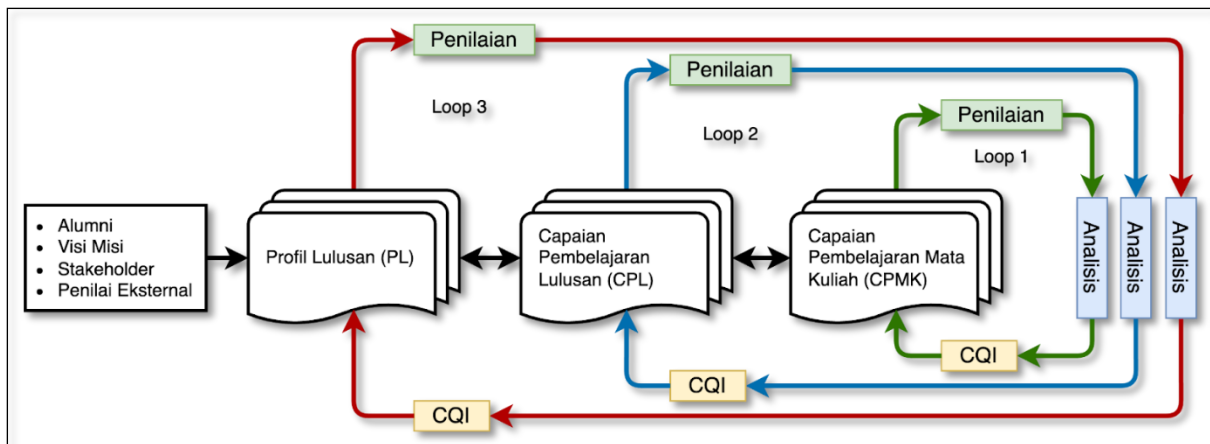 Penilaian
Penilaian
Loop 3
Penilaian
Loop 2
Loop 1
• Alumni
• Visi Misi
• Stakeholder
• Penilai Eksternal
Profil Lulusan (PL)
Capaian
Pembelajaran
Lulusan (CPL)
Capaian
Pembelajaran Mata
Kuliah (CPMK)
Analisis
Analisis
Analisis
CQI
CQI
CQI